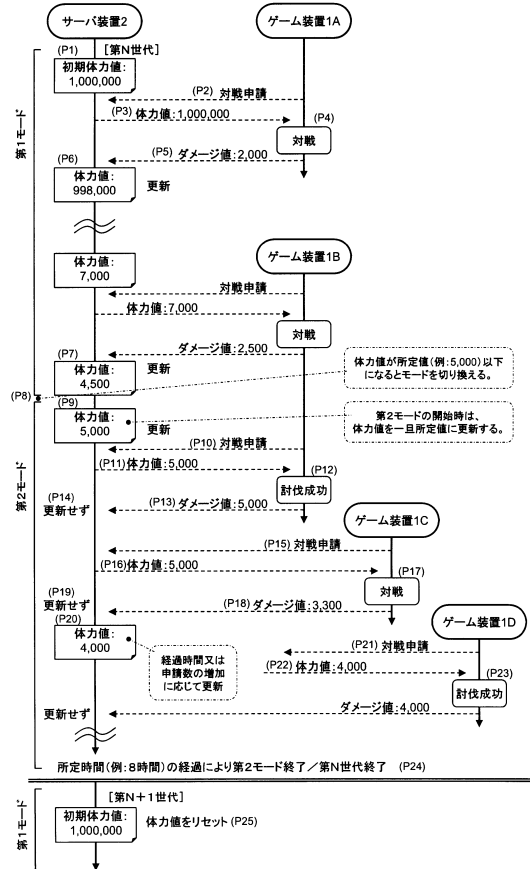 サーバ装置2
ゲーム装置1A
(P1) [第N世代]
初期体力値:
1,000,000
(P2) 対戦申請
(P3) 体力値:1,000,000
(P4)
対戦
(P5) ダメージ値:2,000
(P6)
体力値:
998,000
更新
第1モード
体力値:
7,000
ゲーム装置1B
対戦申請
体力値:7,000
対戦
ダメージ値:2,500
(P7)
体力値:
4,500
更新
体力値が所定値(例:5,000)以下
になるとモードを切り換える。
(P8)
(P9)
体力値:
5,000
更新
第2モードの開始時は、
体力値を一旦所定値に更新する。
(P10) 対戦申請
(P11)体力値:5,000
(P12)
討伐成功
(P13) ダメージ値:5,000
(P14)
更新せず
第2モード
ゲーム装置1C
(P15) 対戦申請
(P16)体力値:5,000
(P17)
対戦
(P18) ダメージ値:3,300
(P19)
更新せず
(P20)
体力値:
4,000
経過時間又は
申請数の増加
に応じて更新
ゲーム装置1D
(P21) 対戦申請
(P22) 体力値:4,000
(P23)
討伐成功
ダメージ値:4,000
更新せず
所定時間(例:8時間)の経過により第2モード終了/第N世代終了 (P24)
[第N+1世代]
初期体力値:
1,000,000
体力値をリセット(P25)
第1モード